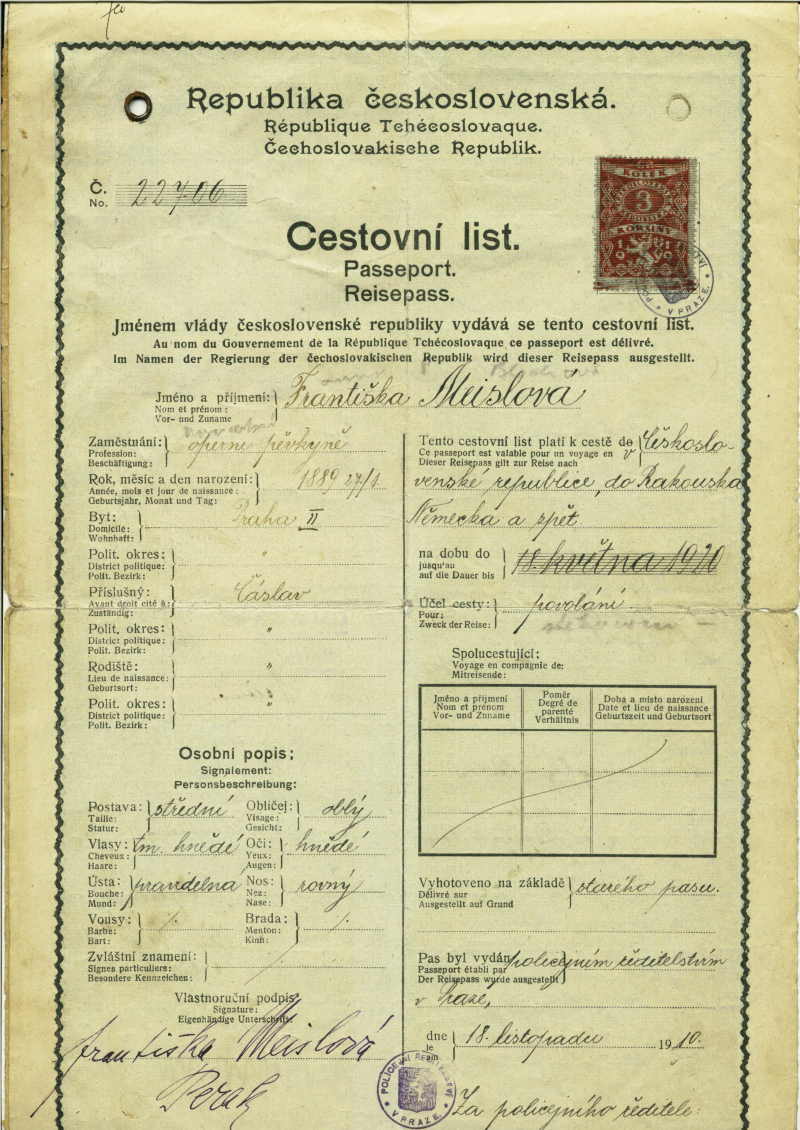 Republika československá.
République Tchécoslovaque.
Čechoslovakische Republik.
Č.
No.
22706
KOLEK
3
KORUNY
1919
V PRAZE.
Cestovní list.
Passeport.
Reisepass.
Jménem vlády československé republiky vydává se tento cestovní list.
Au nom du Gouvernement de la République Tchécoslovaque ce passeport est délivré.
Im Namen der Regierung der čechoslovakischen Republik wird dieser Reisepass ausgestellt.
Jméno a příjmení:
Nom et prénom:
Vor- und Zuname
Františka Meislová
Zaměstnání:
Profession:
Beschäftigung:
operní pěvkyně
Rok, měsíc a den narození:
Année, mois et jour de naissance:
Geburtsjahr, Monat und Tag:
1889 27/1
Byt:
Domicile:
Wohnhaft:
Praha II
Polit. okres:
District politique:
Polit. Bezirk:
"
Příslušný:
Ayant droit cité à:
Zuständig:
Čáslav
Polit. okres:
District politique:
Polit. Bezirk:
"
Rodiště:
Lieu de naissance:
Geburtsort:
"
Polit. okres:
District politique:
Polit. Bezirk:
"
Osobní popis:
Signalement:
Personsbeschreibung:
Postava:
Taille:
Statur:
střední
Obličej:
Visage:
Gesicht:
oblý
Vlasy:
Cheveux:
Haare:
tm. hnědé
Oči:
Yeux:
Augen:
hnědé
Ústa:
Bouche:
Mund:
pravidelná
Nos:
Nez:
Nase:
rovný
Vousy:
Barbe:
Bart:
Brada:
Menton:
Kinn:
Zvláštní znamení:
Signes particuliers:
Besondere Kennzeichen:
Vlastnoruční podpis
Signature:
Eigenhändige Unterschrift:
Františka Meislová
Tento cestovní list platí k cestě do
Ce passeport est valable pour un voyage en
Dieser Reisepass gilt zur Reise nach
v Českoslo-
venské republice, do Rakouska
Německa a zpět
na dobu do
jusqu'au
auf die Dauer bis
18. května 1920
Účel cesty:
Pour:
Zweck der Reise:
povolání
Spolucestující:
Voyage en compagnie de:
Mitreisende:
Jméno a příjmení
Nom et prénom
Vor- und Zuname
Poměr
Degré de
parenté
Verhältnis
Doba a místo narození
Date et lieu de naissance
Geburtszeit und Geburtsort
Vyhotoveno na základě
Délivré sur
Ausgestellt auf Grund
starého pasu.
Pas byl vydán
Passeport établi par
Der Reisepass wurde ausgestellt
policejním ředitelstvím
v Praze,
dne
le
am
18. listopadu 1910.
POLICEJNÍ ŘEDITELSTVÍ
V PRAZE.
Za policejního ředitele: